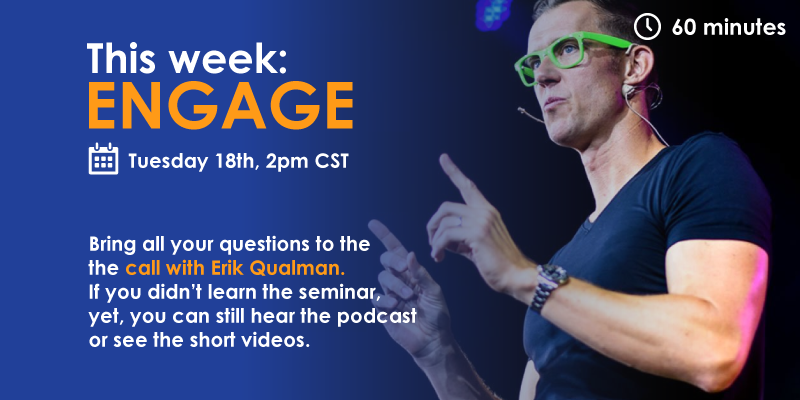 60 minutes
This week:
ENGAGE
Tuesday 18th, 2pm CST
Bring all your questions to the
the call with Erik Qualman.
If you didn't learn the seminar,
yet, you can still hear the podcast
or see the short videos.